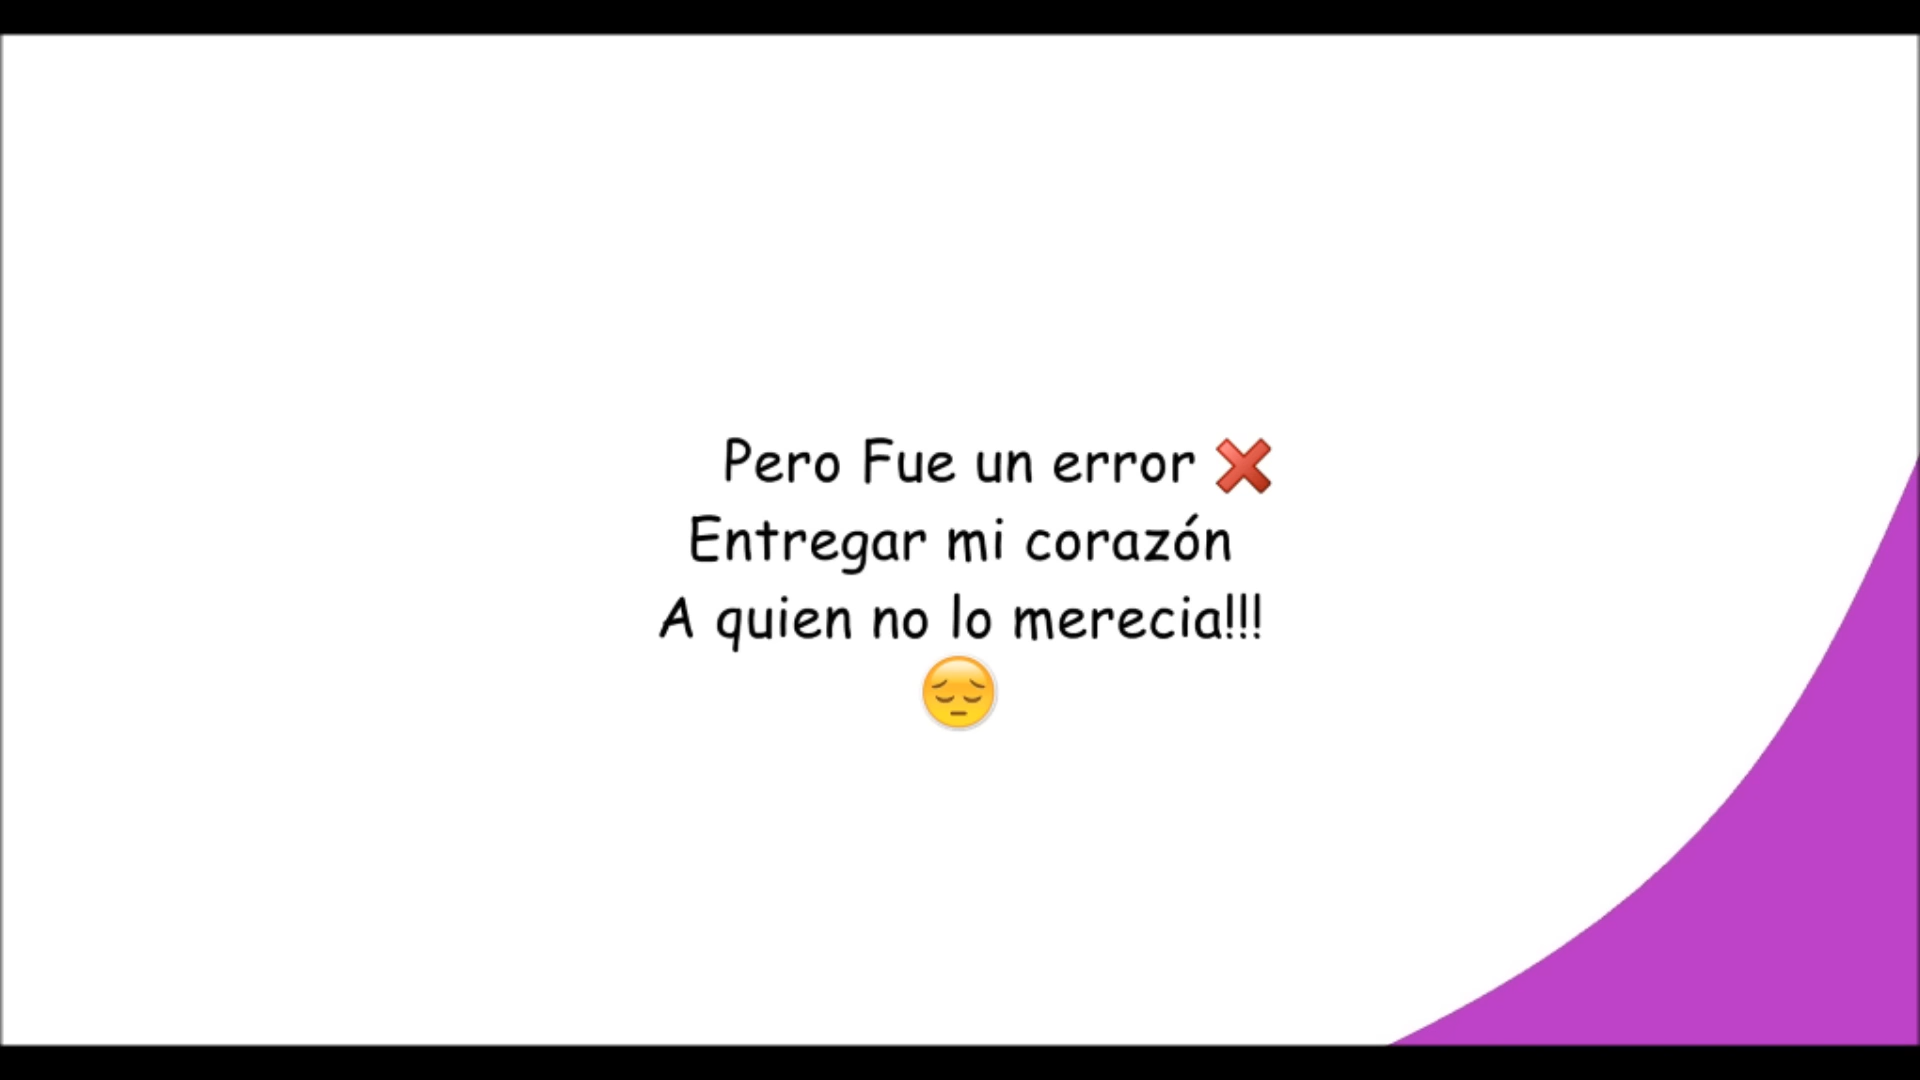 Pero Fue un error ❌
Entregar mi corazón
A quien no lo merecia!!!
😔